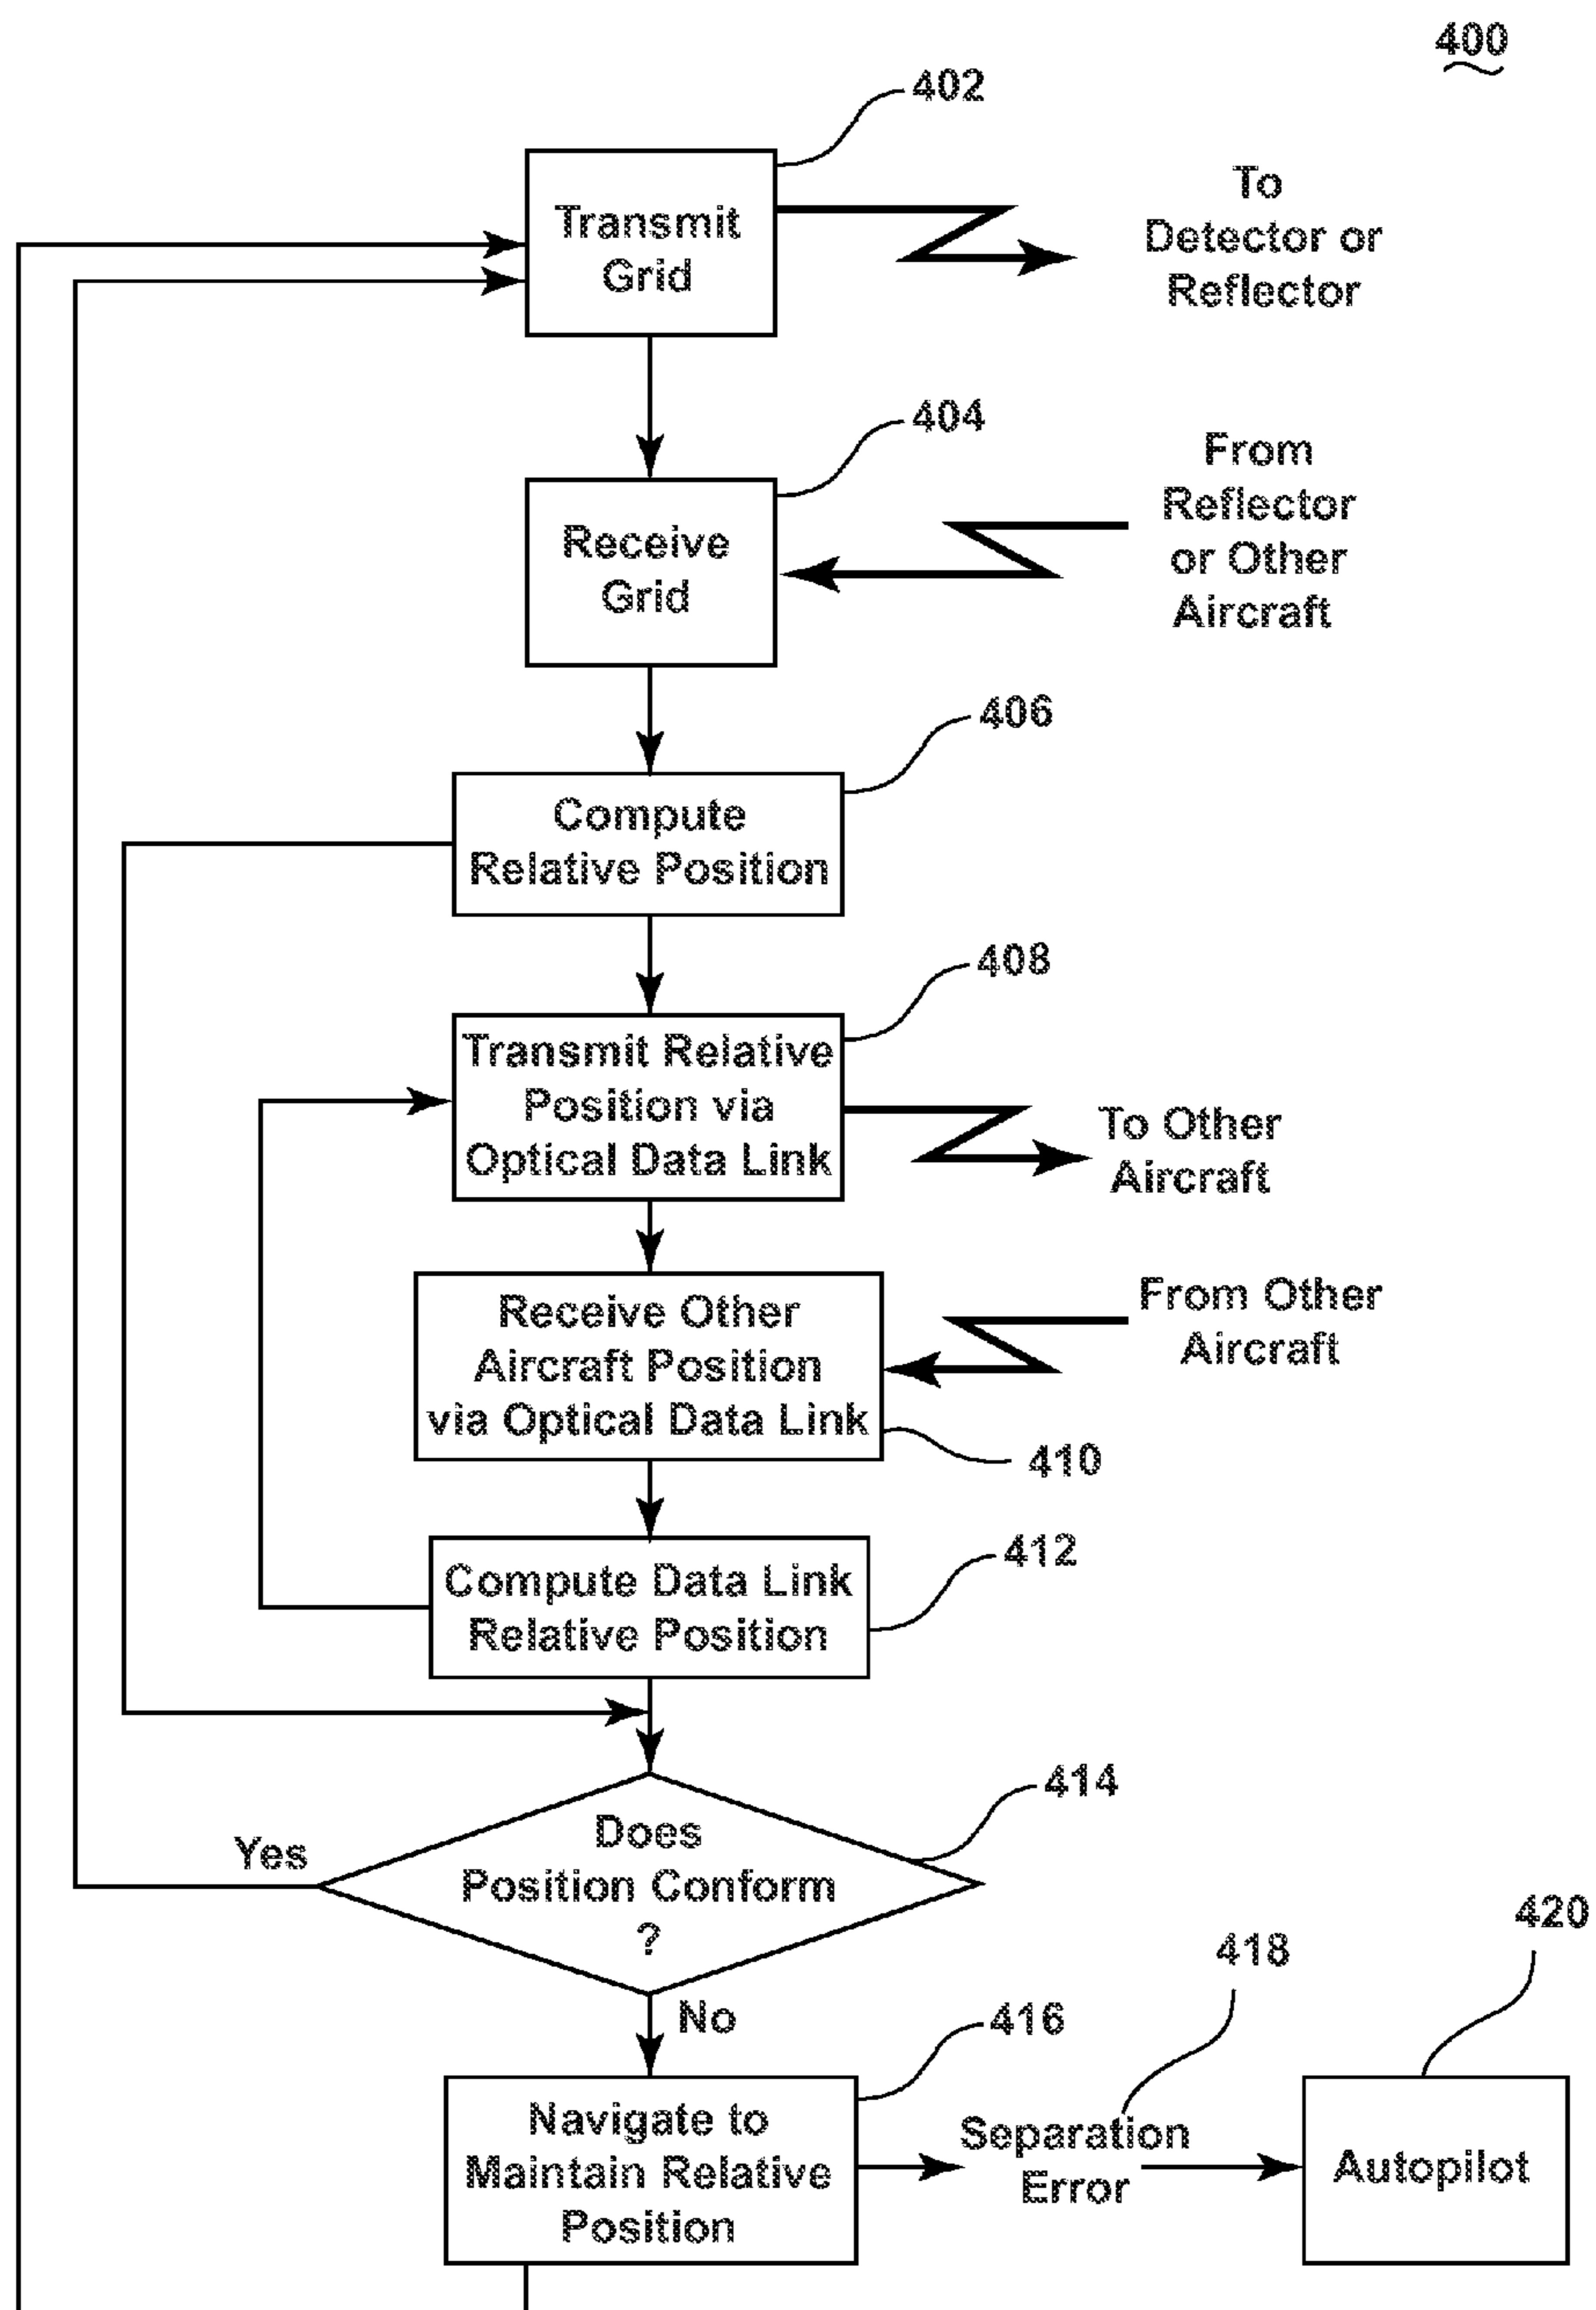 400
402
Transmit
Grid
To
Detector or
Reflector
404
Receive
Grid
From
Reflector
or Other
Aircraft
406
Compute
Relative Position
408
Transmit Relative
Position via
Optical Data Link
To Other
Aircraft
Receive Other
Aircraft Position
via Optical Data Link
From Other
Aircraft
410
412
Compute Data Link
Relative Position
414
Does
Position Conform
?
Yes
No
416
Navigate to
Maintain Relative
Position
418
Separation
Error
420
Autopilot